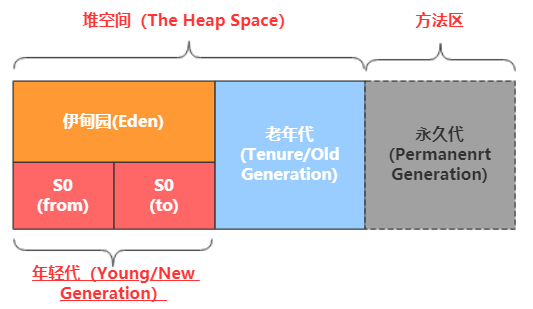 堆空间（The Heap Space）
方法区
伊甸园(Eden)
S0
(from)
S0
(to)
老年代
(Tenure/Old
Generation)
永久代
(Permanenrt
Generation)
年轻代（Young/New
Generation）